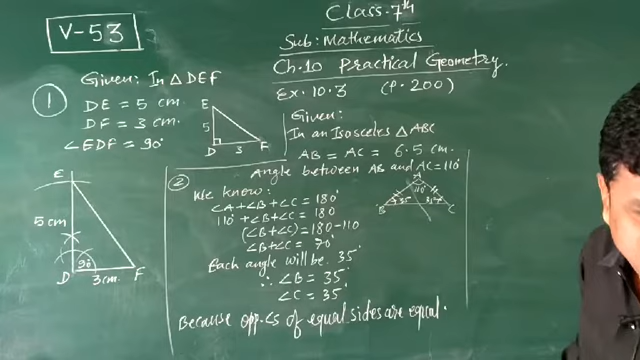 V-53
Class-7th
Sub: Mathematics
Ch.10 Practical Geometry.
Ex. 10.3 (P. 200)
1
Given: In △DEF
DE = 5 cm.
DF = 3 cm.
∠EDF = 90°
E
5
D 3 F
Given:
In an Isosceles △ABC
AB = AC = 6.5 cm.
Angle between AB and AC = 110°
E
5 cm
90°
D 3 cm. F
2
We know:
∠A + ∠B + ∠C = 180°
110° + ∠B + ∠C = 180
(∠B + ∠C) = 180 - 110
∠B + ∠C = 70°
Each angle will be 35°
∴ ∠B = 35°
∠C = 35°
Because opp. ∠s of equal sides are equal.
A
110°
B C